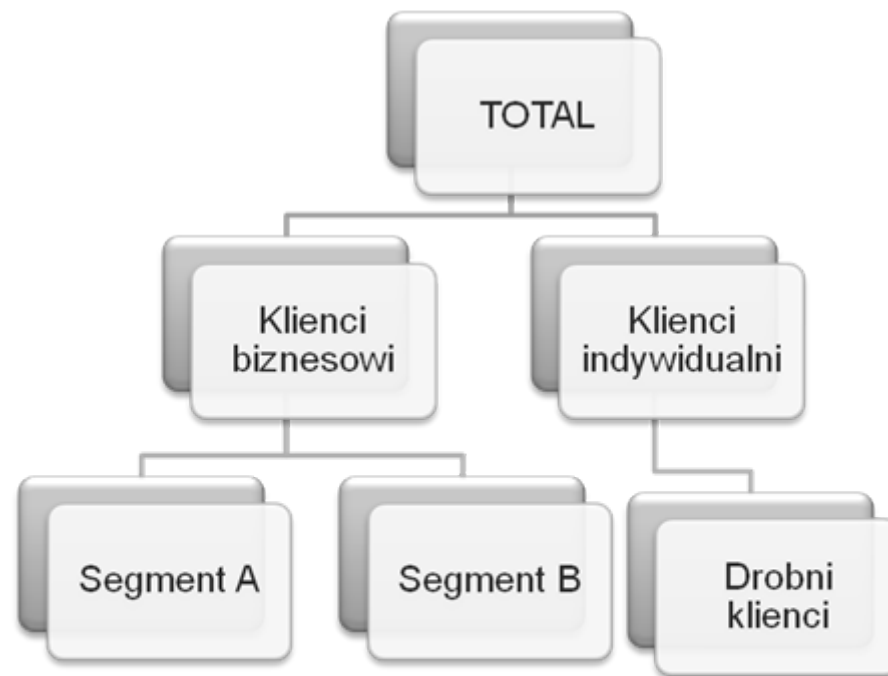 TOTAL
Klienci
biznesowi
Klienci
indywidualni
Segment A
Segment B
Drobni
klienci